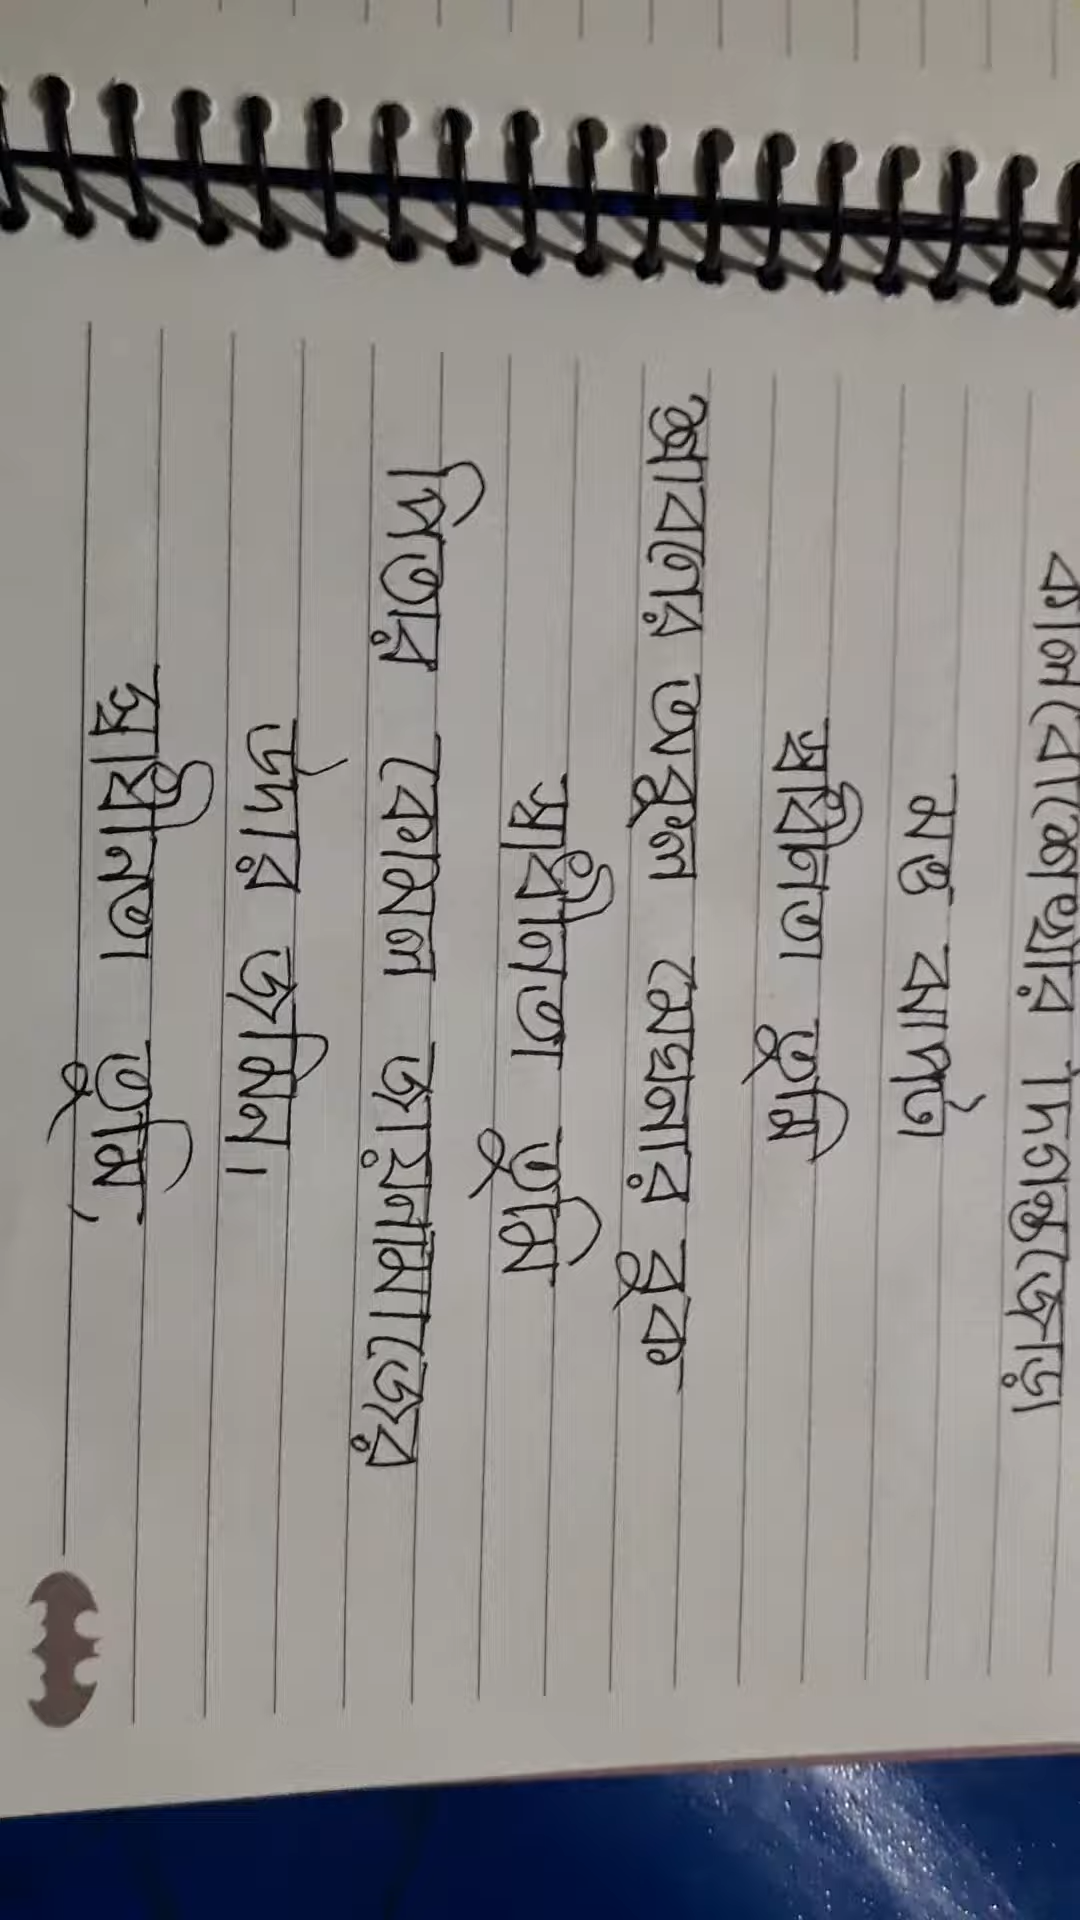 কালবোশেখীর দিগন্তজোড়া
মত্ত ঝাপটা
স্বাধীনতা তুমি
শ্রাবণের অকূল মেঘনার বুক
স্বাধীনতা তুমি
পিতার কোমল জায়নামাজের
উদার জমিন।
স্বাধীনতা তুমি,